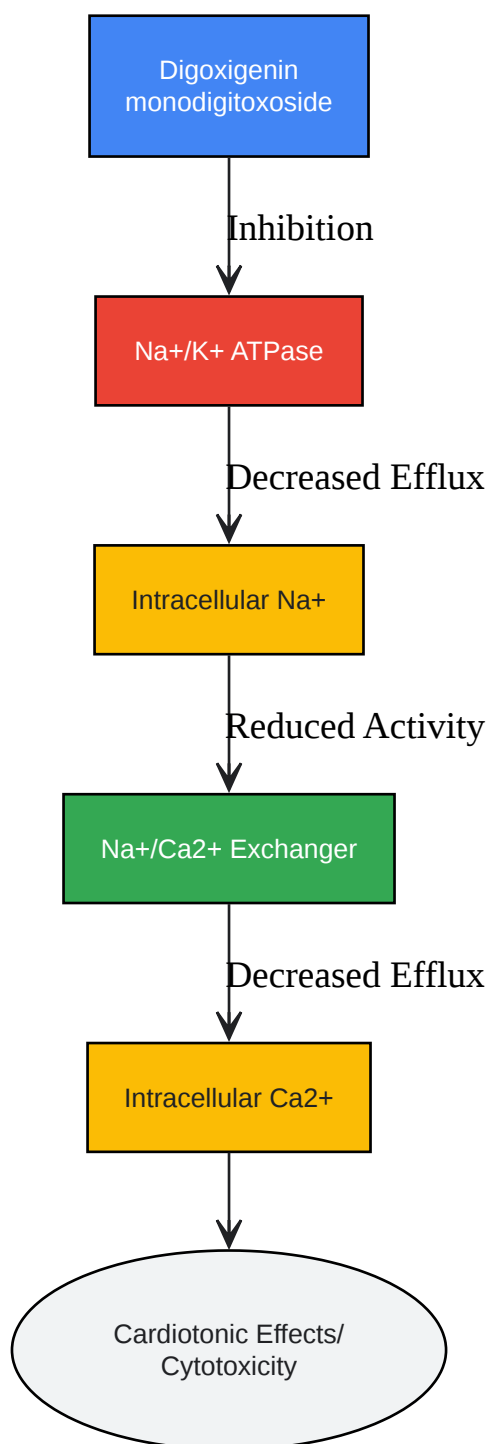 Digoxigenin
monodigitoxoside
Inhibition
Na+/K+ ATPase
Decreased Efflux
Intracellular Na+
Reduced Activity
Na+/Ca2+ Exchanger
Decreased Efflux
Intracellular Ca2+
Cardiotonic Effects/
Cytotoxicity